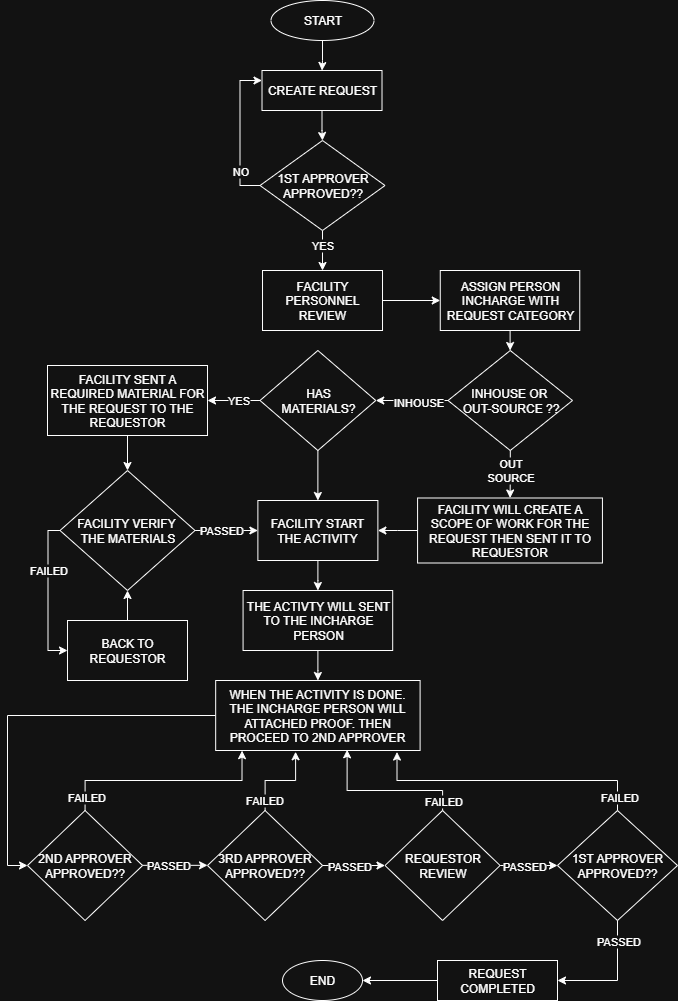 START
CREATE REQUEST
NO
1ST APPROVER
APPROVED??
YES
FACILITY
PERSONNEL
REVIEW
ASSIGN PERSON
INCHARGE WITH
REQUEST CATEGORY
FACILITY SENT A
REQUIRED MATERIAL FOR
THE REQUEST TO THE
REQUESTOR
YES
HAS
MATERIALS?
INHOUSE
INHOUSE OR
OUT-SOURCE ??
OUT
SOURCE
FACILITY VERIFY
THE MATERIALS
PASSED
FACILITY START
THE ACTIVITY
FACILITY WILL CREATE A
SCOPE OF WORK FOR THE
REQUEST THEN SENT IT TO
REQUESTOR
FAILED
BACK TO
REQUESTOR
THE ACTIVTY WILL SENT
TO THE INCHARGE
PERSON
WHEN THE ACTIVITY IS DONE.
THE INCHARGE PERSON WILL
ATTACHED PROOF. THEN
PROCEED TO 2ND APPROVER
FAILED
FAILED
FAILED
FAILED
2ND APPROVER
APPROVED??
PASSED
3RD APPROVER
APPROVED??
PASSED
REQUESTOR
REVIEW
PASSED
1ST APPROVER
APPROVED??
PASSED
END
REQUEST
COMPLETED